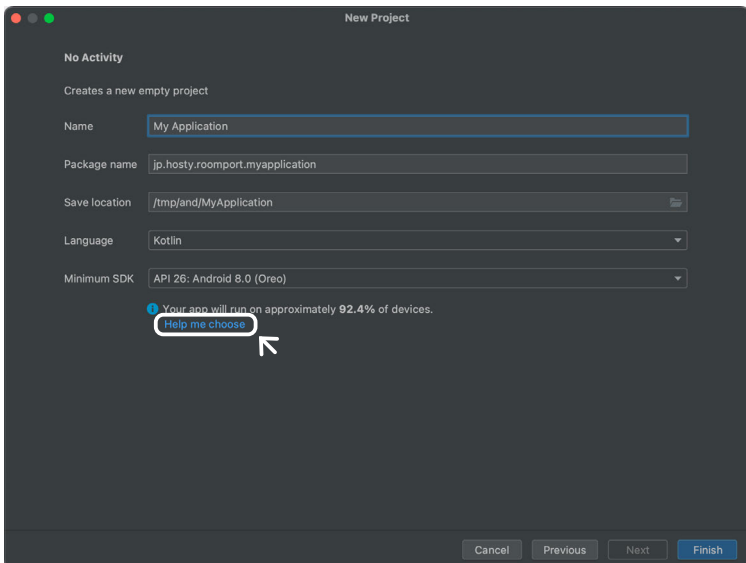 New Project
No Activity
Creates a new empty project
Name My Application
Package name jp.hosty.roomport.myapplication
Save location /tmp/and/MyApplication
Language Kotlin
Minimum SDK API 26: Android 8.0 (Oreo)
Your app will run on approximately 92.4% of devices.
Help me choose
Cancel Previous Next Finish